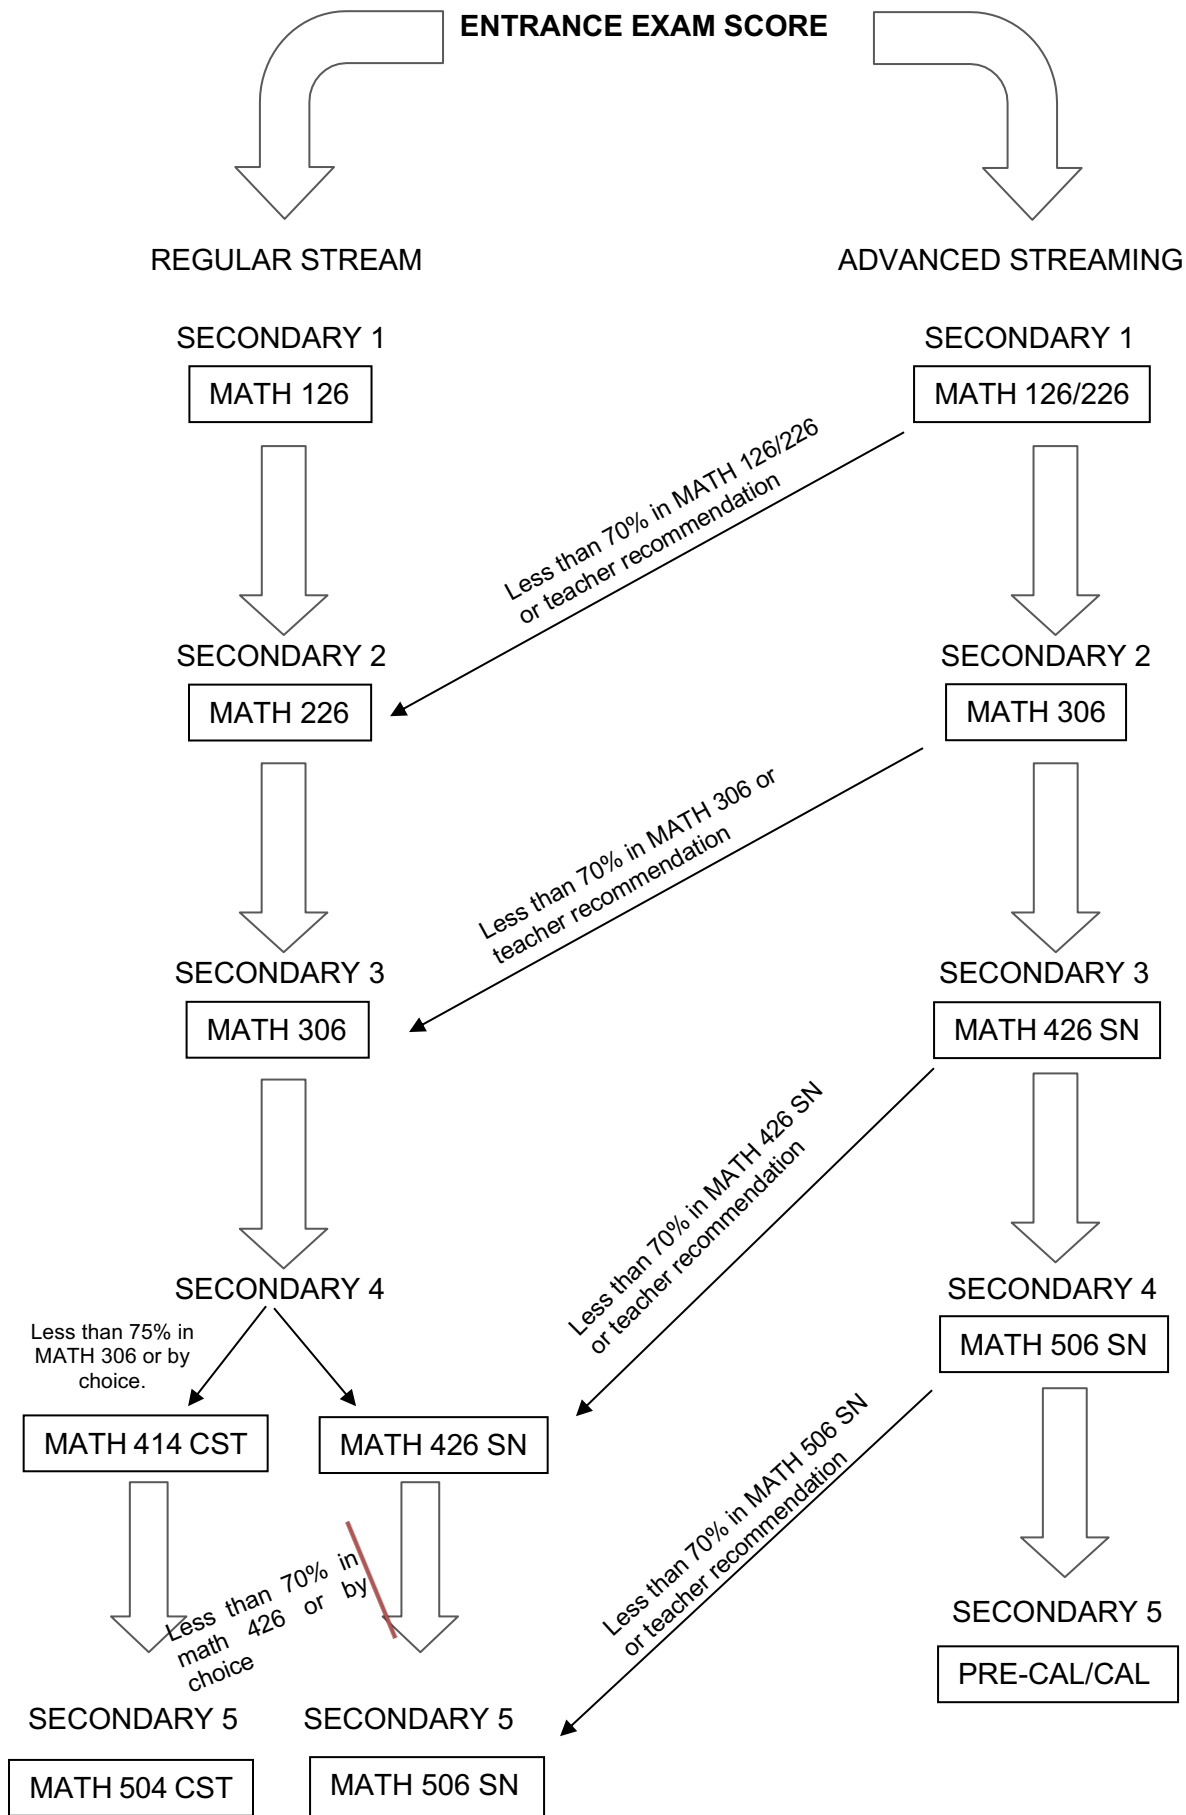 ENTRANCE EXAM SCORE
REGULAR STREAM
ADVANCED STREAMING
SECONDARY 1
SECONDARY 1
MATH 126
MATH 126/226
Less than 70% in MATH 126/226
or teacher recommendation
SECONDARY 2
SECONDARY 2
MATH 226
MATH 306
Less than 70% in MATH 306 or
teacher recommendation
SECONDARY 3
SECONDARY 3
MATH 306
MATH 426 SN
Less than 70% in MATH 426 SN
or teacher recommendation
SECONDARY 4
SECONDARY 4
Less than 75% in
MATH 306 or by
choice.
MATH 506 SN
MATH 414 CST
MATH 426 SN
Less than 70% in MATH 506 SN
or teacher recommendation
Less than 70% in
math 426 or by
choice
SECONDARY 5
PRE-CAL/CAL
SECONDARY 5
SECONDARY 5
MATH 504 CST
MATH 506 SN